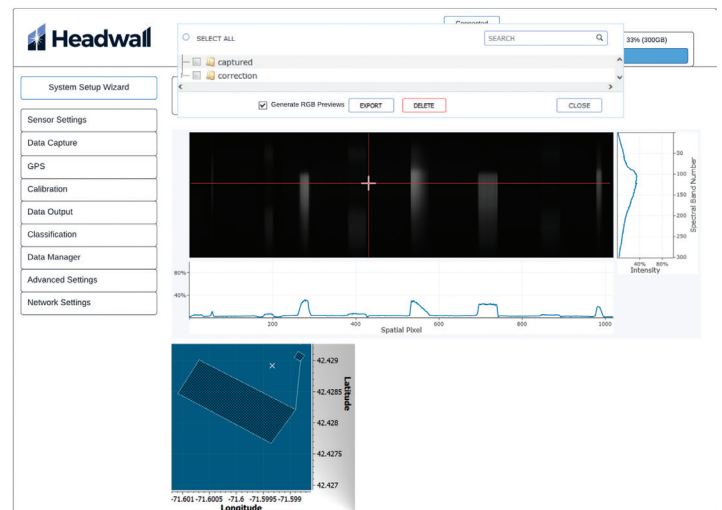 Headwall
Connected
SELECT ALL
SEARCH
33% (300GB)
captured
correction
Generate RGB Previews
EXPORT
DELETE
CLOSE
System Setup Wizard
Sensor Settings
Data Capture
GPS
Calibration
Data Output
Classification
Data Manager
Advanced Settings
Network Settings
50
100
150
200
250
300
Spectral Band Number
40% 80%
Intensity
80%
40%
200 400 600 800 1000
Spatial Pixel
42.429
42.4285
42.428
42.4275
42.427
Latitude
-71.601 -71.6005 -71.6 -71.5995 -71.599
Longitude